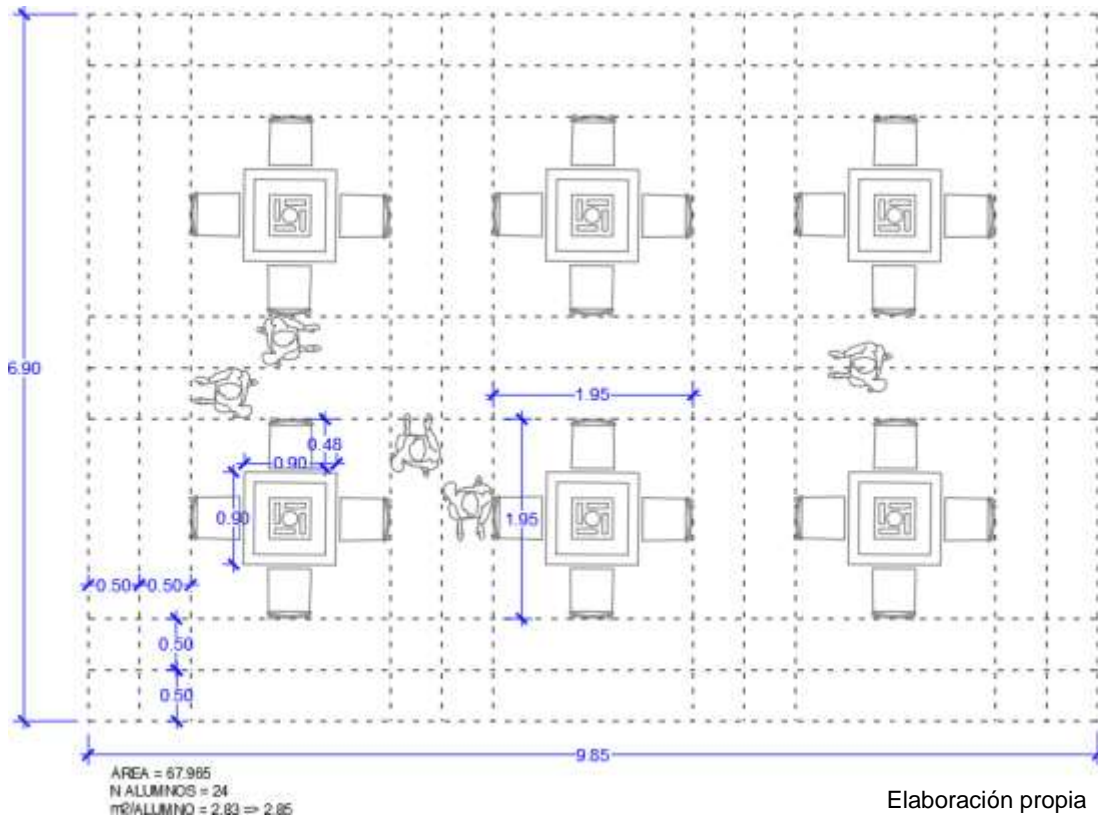 6.90
1.95
0.48
0.90
0.90
1.95
0.50
0.50
0.50
0.50
9.85
ÁREA = 67.965
N ALUMNOS = 24
m2/ALUMNO = 2.83 => 2.85
Elaboración propia